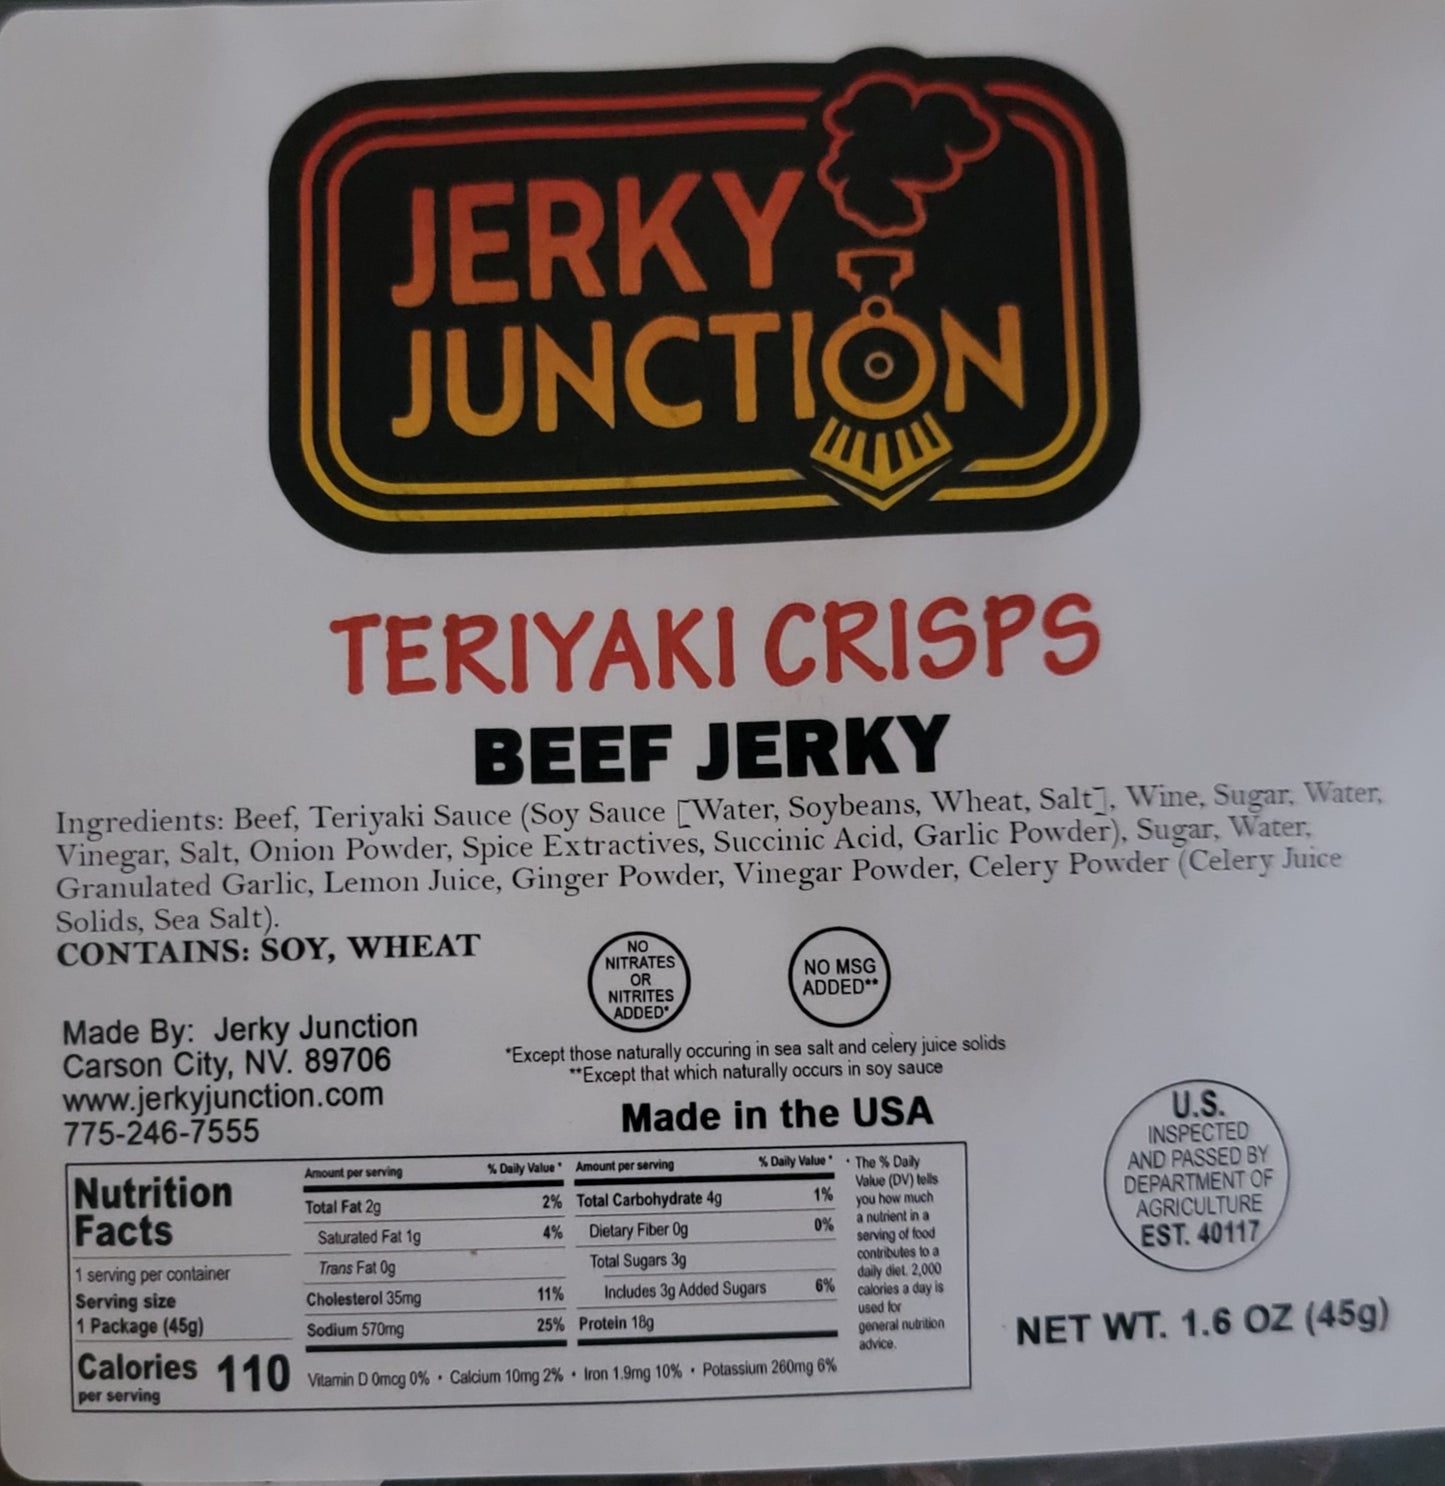 JERKY
JUNCTION
TERIYAKI CRISPS
BEEF JERKY
Ingredients: Beef, Teriyaki Sauce (Soy Sauce [Water, Soybeans, Wheat, Salt], Wine, Sugar, Water,
Vinegar, Salt, Onion Powder, Spice Extractives, Succinic Acid, Garlic Powder), Sugar, Water,
Granulated Garlic, Lemon Juice, Ginger Powder, Vinegar Powder, Celery Powder (Celery Juice
Solids, Sea Salt).
CONTAINS: SOY, WHEAT
NO
NITRATES
OR
NITRITES
ADDED*
NO MSG
ADDED**
Made By: Jerky Junction
Carson City, NV. 89706
www.jerkyjunction.com
775-246-7555
*Except those naturally occuring in sea salt and celery juice solids
**Except that which naturally occurs in soy sauce
Made in the USA
U.S.
INSPECTED
AND PASSED BY
DEPARTMENT OF
AGRICULTURE
EST. 40117
NET WT. 1.6 OZ (45g)
Nutrition
Facts
1 serving per container
Serving size
1 Package (45g)
Calories 110
per serving
Amount per serving % Daily Value*
Total Fat 2g 2%
Saturated Fat 1g 4%
Trans Fat 0g
Cholesterol 35mg 11%
Sodium 570mg 25%
Amount per serving % Daily Value*
Total Carbohydrate 4g 1%
Dietary Fiber 0g 0%
Total Sugars 3g
Includes 3g Added Sugars 6%
Protein 18g
Vitamin D 0mcg 0% • Calcium 10mg 2% • Iron 1.9mg 10% • Potassium 260mg 6%
* The % Daily
Value (DV) tells
you how much
a nutrient in a
serving of food
contributes to a
daily diet. 2,000
calories a day is
used for
general nutrition
advice.